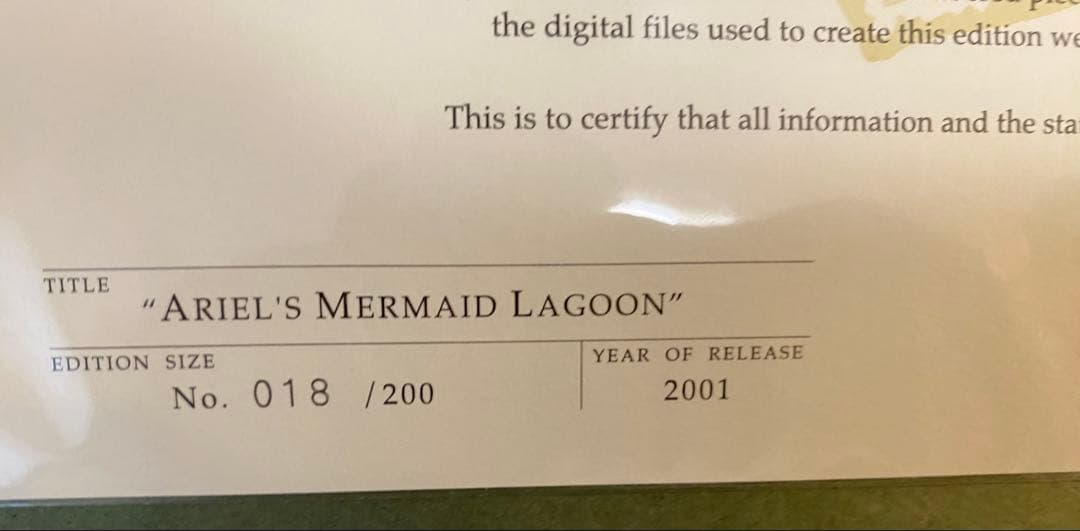 the digital files used to create this edition
This is to certify that all information and the
TITLE
"ARIEL'S MERMAID LAGOON"
EDITION SIZE
No. 018 /200
YEAR OF RELEASE
2001